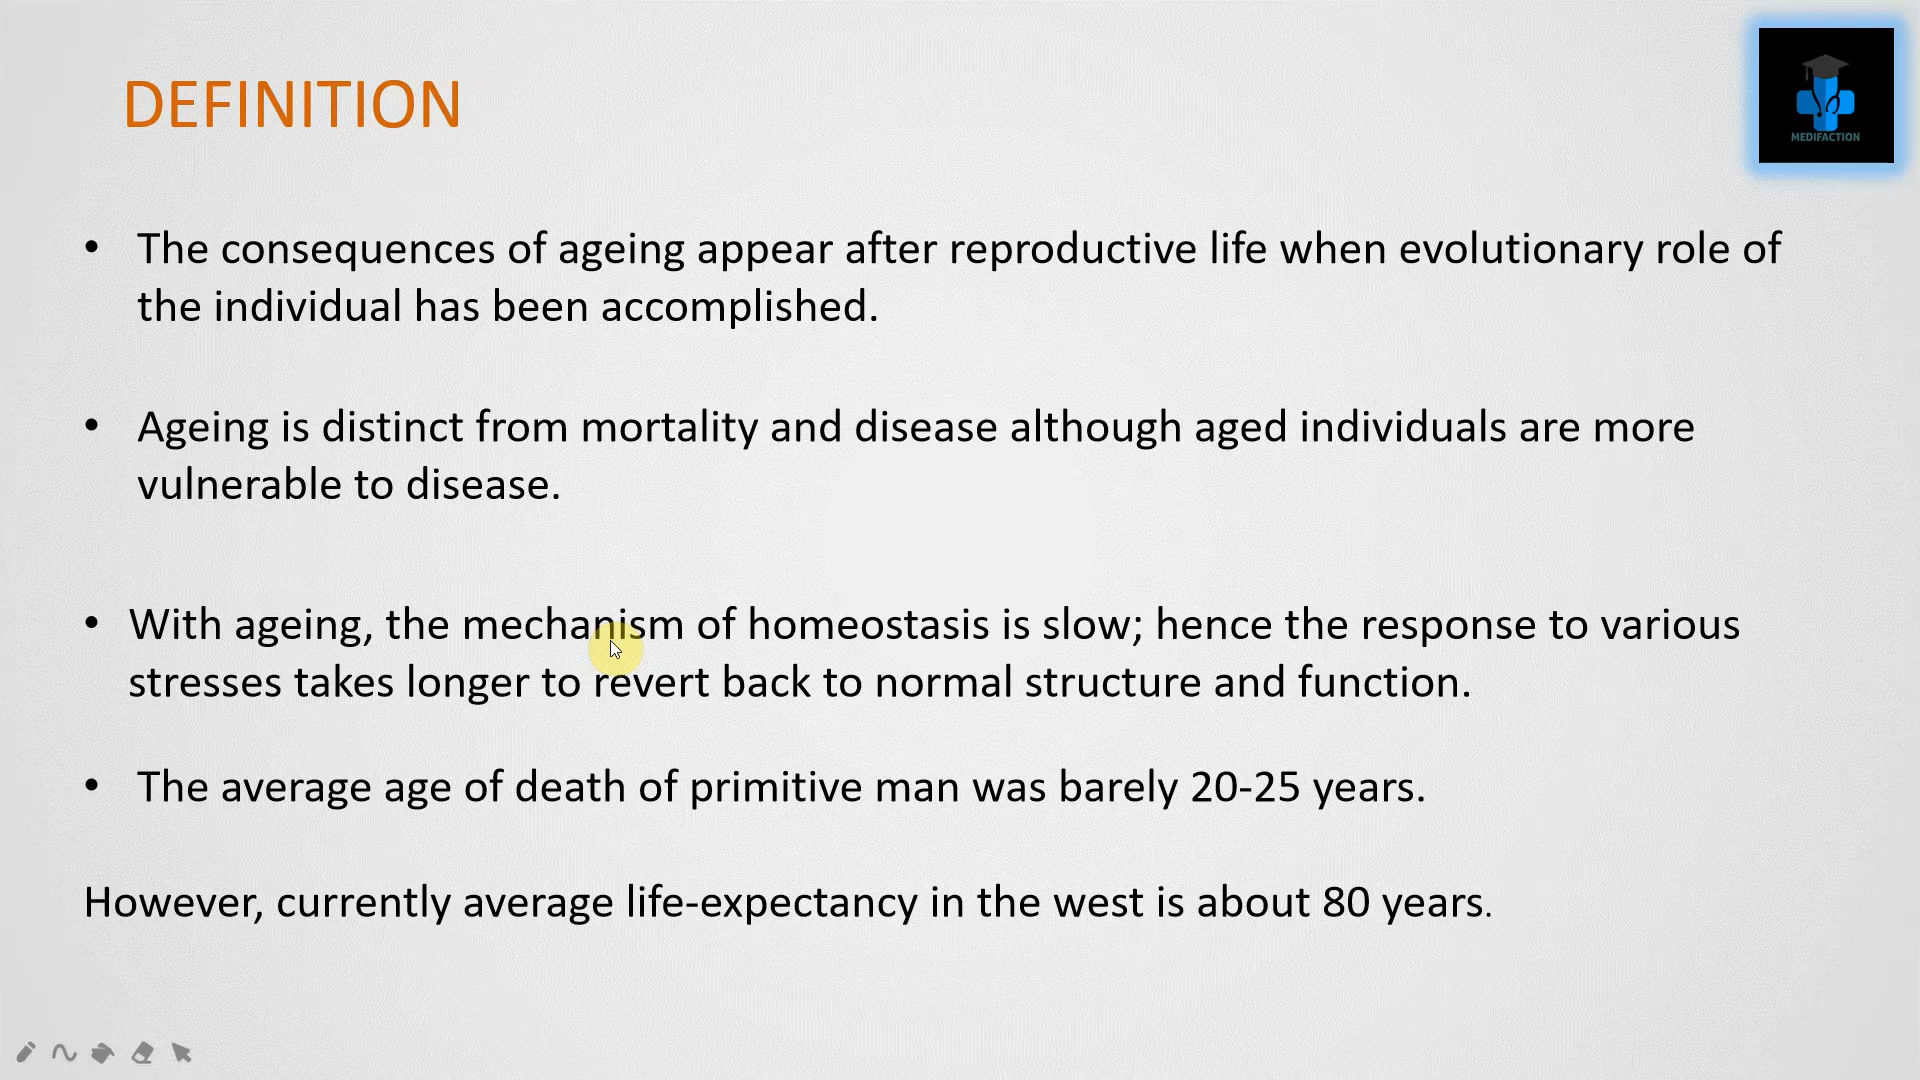 DEFINITION
MEDIFACTION
• The consequences of ageing appear after reproductive life when evolutionary role of
the individual has been accomplished.
• Ageing is distinct from mortality and disease although aged individuals are more
vulnerable to disease.
• With ageing, the mechanism of homeostasis is slow; hence the response to various
stresses takes longer to revert back to normal structure and function.
• The average age of death of primitive man was barely 20-25 years.
However, currently average life-expectancy in the west is about 80 years.